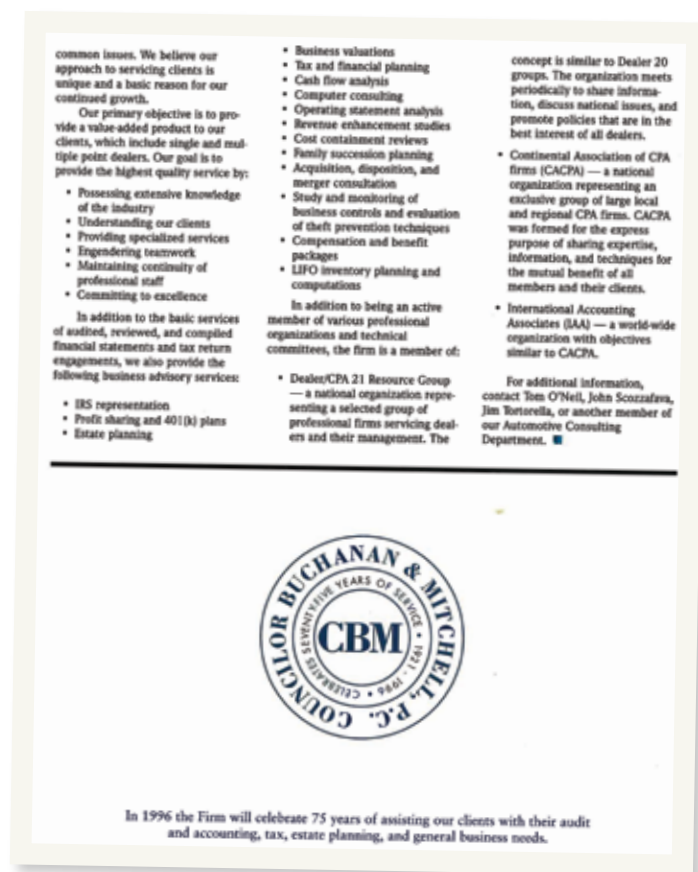 common issues. We believe our
approach to servicing clients is
unique and a basic reason for our
continued growth.
Our primary objective is to pro-
vide a value-added product to our
clients, which include single and mul-
tiple point dealers. Our goal is to
provide the highest quality service by:
• Possessing extensive knowledge
of the industry
• Understanding our clients
• Providing specialized services
• Engendering teamwork
• Maintaining continuity of
professional staff
• Committing to excellence
In addition to the basic services
of audited, reviewed, and compiled
financial statements and tax return
engagements, we also provide the
following business advisory services:
• IRS representation
• Profit sharing and 401(k) plans
• Estate planning
• Business valuations
• Tax and financial planning
• Cash flow analysis
• Computer consulting
• Operating statement analysis
• Revenue enhancement studies
• Cost containment reviews
• Family succession planning
• Acquisition, disposition, and
merger consultation
• Study and monitoring of
business controls and evaluation
of theft prevention techniques
• Compensation and benefit
packages
• LIFO inventory planning and
computations
In addition to being an active
member of various professional
organizations and technical
committees, the firm is a member of:
• Dealer/CPA 21 Resource Group
— a national organization repre-
senting a selected group of
professional firms servicing deal-
ers and their management. The
concept is similar to Dealer 20
groups. The organization meets
periodically to share informa-
tion, discuss national issues, and
promote policies that are in the
best interest of all dealers.
• Continental Association of CPA
firms (CACPA) — a national
organization representing an
exclusive group of large local
and regional CPA firms. CACPA
was formed for the express
purpose of sharing expertise,
information, and techniques for
the mutual benefit of all
members and their clients.
• International Accounting
Associates (IAA) — a world-wide
organization with objectives
similar to CACPA.
For additional information,
contact Tom O'Neil, John Scozzafava,
Jim Tortorella, or another member of
our Automotive Consulting
Department.
COUNCILOR BUCHANAN & MITCHELL, P.C.
CELEBRATES SEVENTY-FIVE YEARS OF SERVICE • 1921 - 1996 •
CBM
In 1996 the Firm will celebrate 75 years of assisting our clients with their audit
and accounting, tax, estate planning, and general business needs.